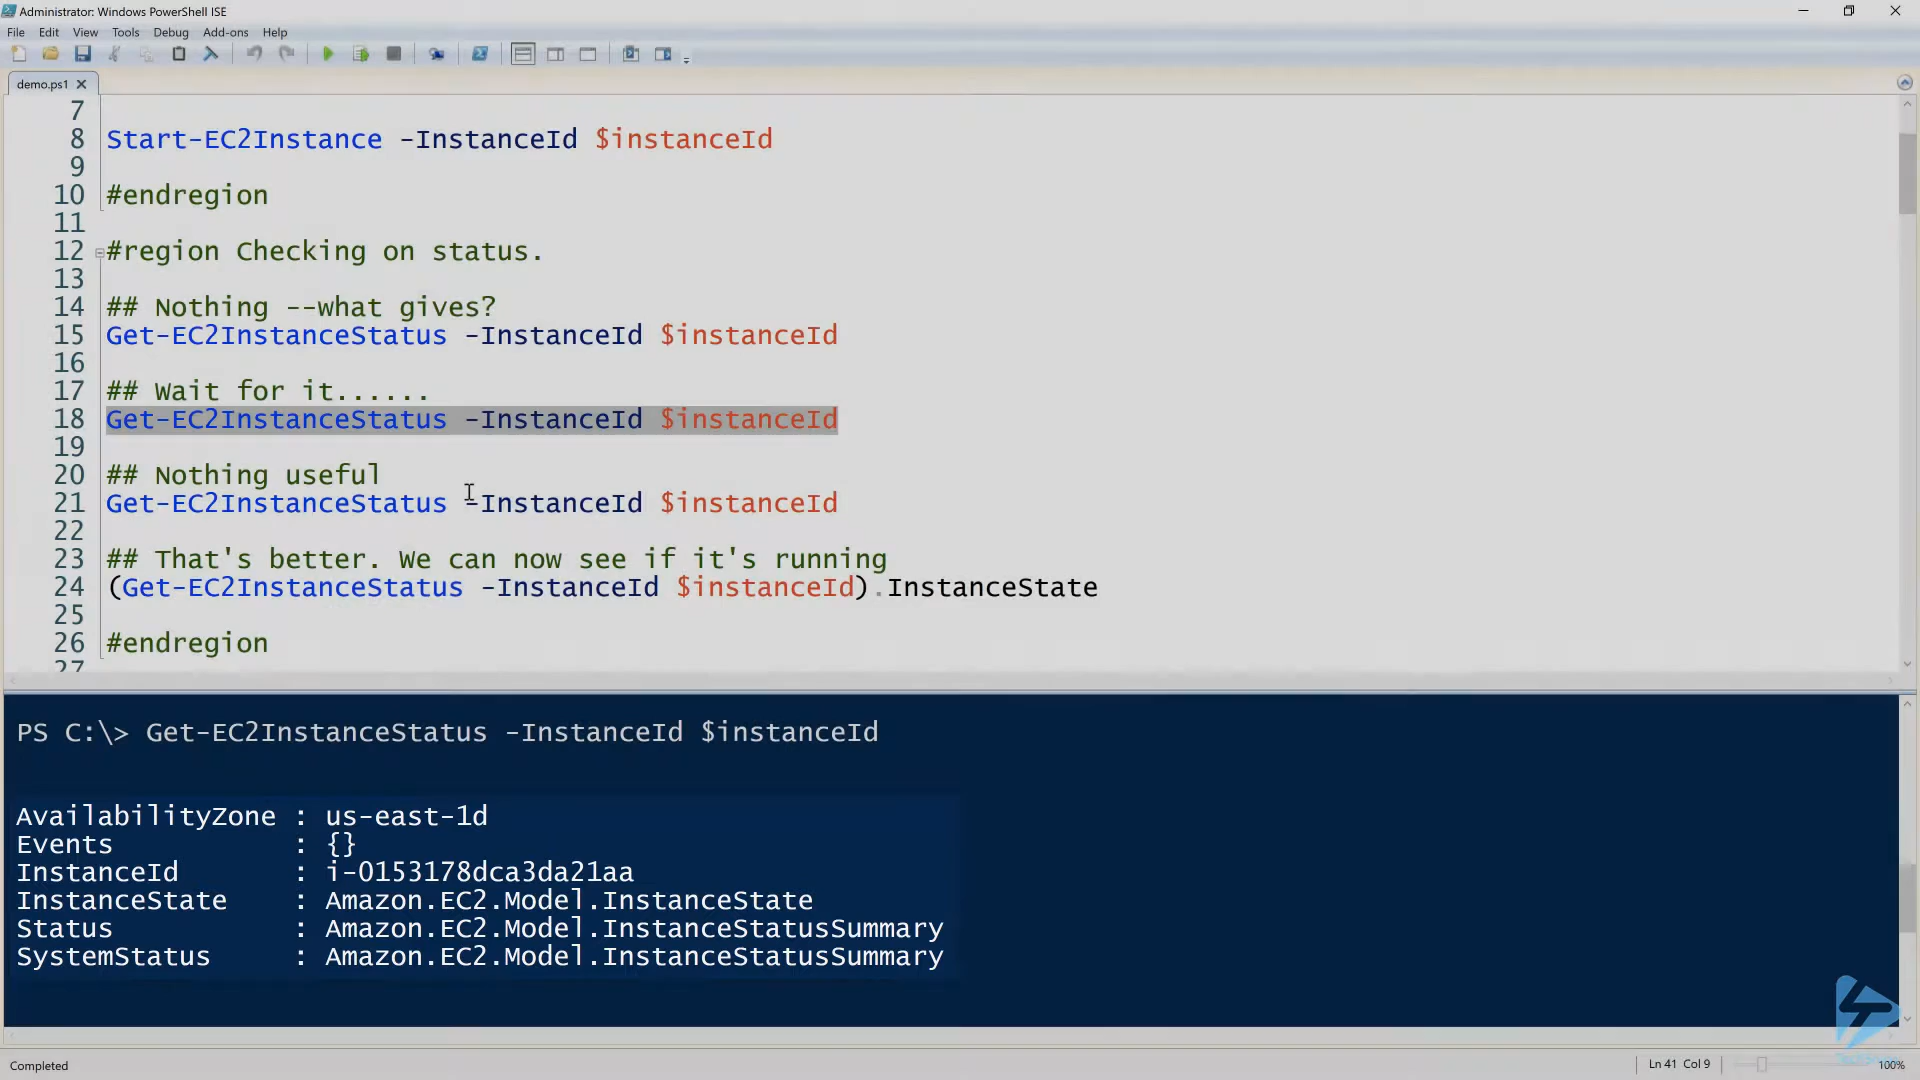 Administrator: Windows PowerShell ISE
File Edit View Tools Debug Add-ons Help
demo.ps1
7
8 Start-EC2Instance -InstanceId $instanceId
9
10 #endregion
11
12 #region Checking on status.
13
14 ## Nothing --what gives?
15 Get-EC2InstanceStatus -InstanceId $instanceId
16
17 ## Wait for it......
18 Get-EC2InstanceStatus -InstanceId $instanceId
19
20 ## Nothing useful
21 Get-EC2InstanceStatus -InstanceId $instanceId
22
23 ## That's better. We can now see if it's running
24 (Get-EC2InstanceStatus -InstanceId $instanceId).InstanceState
25
26 #endregion
27
PS C:\> Get-EC2InstanceStatus -InstanceId $instanceId
AvailabilityZone : us-east-1d
Events : {}
InstanceId : i-0153178dca3da21aa
InstanceState : Amazon.EC2.Model.InstanceState
Status : Amazon.EC2.Model.InstanceStatusSummary
SystemStatus : Amazon.EC2.Model.InstanceStatusSummary
Completed
Ln 41 Col 9
100%